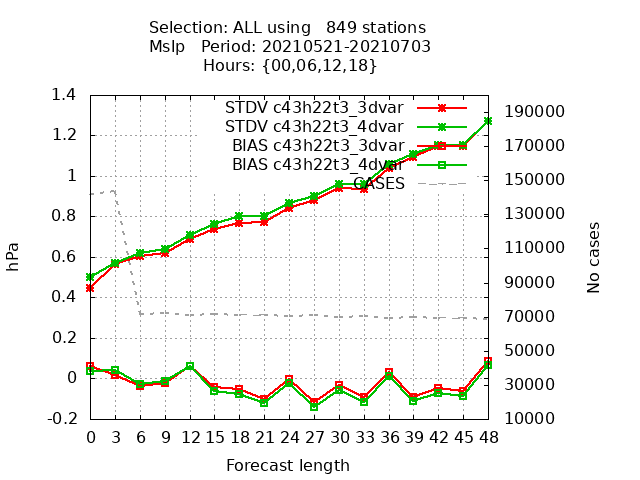 Selection: ALL using   849 stations
Mslp   Period: 20210521-20210703
Hours: {00,06,12,18}
STDV c43h22t3_3dvar
STDV c43h22t3_4dvar
BIAS c43h22t3_3dvar
BIAS c43h22t3_4dvar
CASES
1.4
1.2
1
0.8
0.6
0.4
0.2
0
-0.2
hPa
190000
170000
150000
130000
110000
90000
70000
50000
30000
10000
No cases
0 3 6 9 12 15 18 21 24 27 30 33 36 39 42 45 48
Forecast length